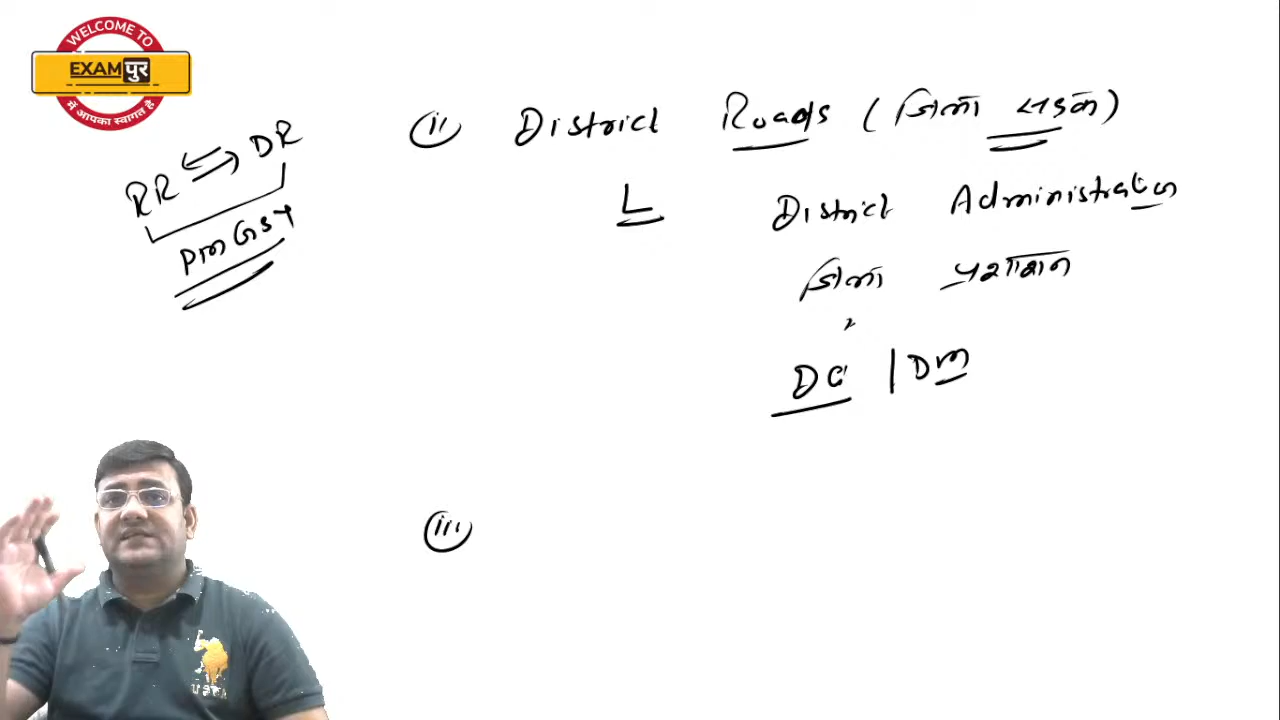 WELCOME TO
EXAMपुर
में आपका स्वागत है
RR ⇌ DR
PMGSY
(ii) District Roads (जिला सड़क)
District Administration
जिला प्रशासन
DC | DM
(iii)